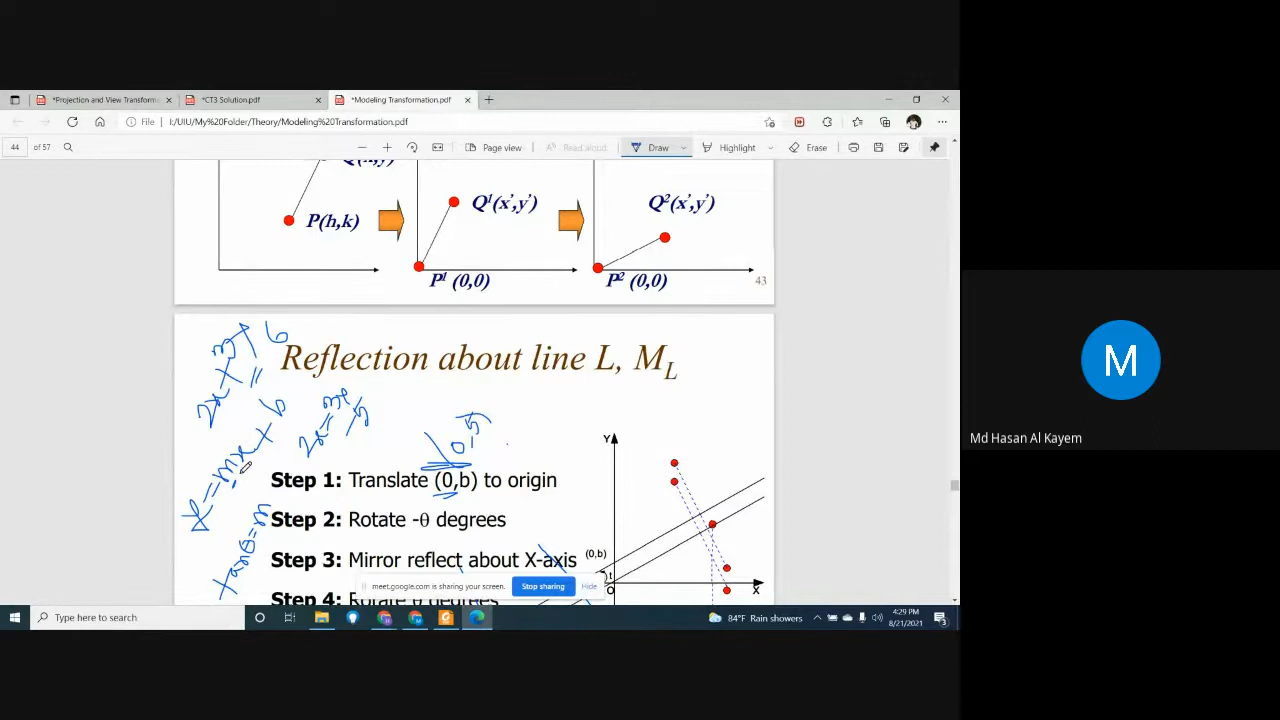 *Projection and View Transforma
*CT3 Solution.pdf
*Modeling Transformation.pdf
File
I:/UIU/My%20Folder/Theory/Modeling%20Transformation.pdf
44 of 57
Page view
Read aloud
Draw
Highlight
Erase
P(h,k)
Q¹(x',y')
Q²(x',y')
P¹ (0,0)
P² (0,0)
43
Reflection about line L, M_L
Step 1: Translate (0,b) to origin
Step 2: Rotate -θ degrees
Step 3: Mirror reflect about X-axis
Step 4: Rotate θ degrees
tanθ=m
Y
(0,b)
t
O
X
meet.google.com is sharing your screen.
Stop sharing
Hide
Type here to search
84°F Rain showers
4:29 PM
8/21/2021
3
M
Md Hasan Al Kayem